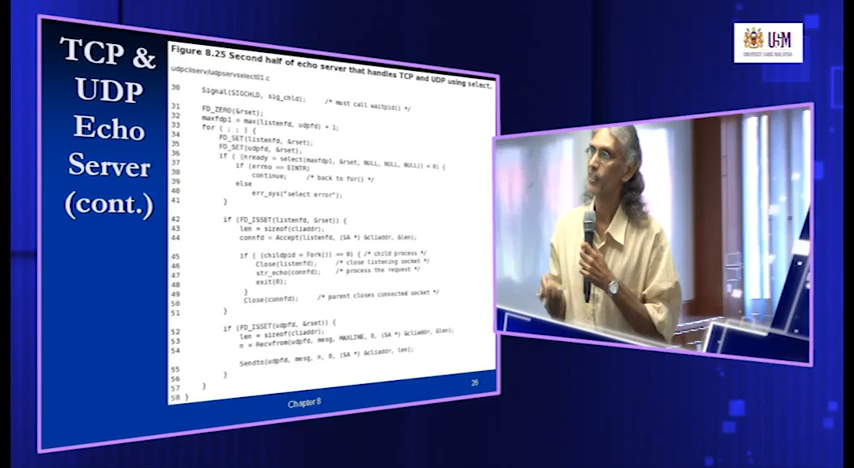 TCP &
UDP
Echo
Server
(cont.)
Figure 8.25 Second half of echo server that handles TCP and UDP using select.
udpcliserv/udpservselect01.c
30 Signal(SIGCHLD, sig_chld); /* must call waitpid() */
31 FD_ZERO(&rset);
32 maxfdp1 = max(listenfd, udpfd) + 1;
33 for ( ; ; ) {
34 FD_SET(listenfd, &rset);
35 FD_SET(udpfd, &rset);
36 if ( (nready = select(maxfdp1, &rset, NULL, NULL, NULL)) < 0) {
37 if (errno == EINTR)
38 continue; /* back to for() */
39 else
40 err_sys("select error");
41 }
42 if (FD_ISSET(listenfd, &rset)) {
43 len = sizeof(cliaddr);
44 connfd = Accept(listenfd, (SA *) &cliaddr, &len);
45 if ( (childpid = Fork()) == 0) { /* child process */
46 Close(listenfd); /* close listening socket */
47 str_echo(connfd); /* process the request */
48 exit(0);
49 }
50 Close(connfd); /* parent closes connected socket */
51 }
52 if (FD_ISSET(udpfd, &rset)) {
53 len = sizeof(cliaddr);
54 n = Recvfrom(udpfd, mesg, MAXLINE, 0, (SA *) &cliaddr, &len);
55 Sendto(udpfd, mesg, n, 0, (SA *) &cliaddr, len);
56 }
57 }
58 }
Chapter 8
26
USM
UNIVERSITI SAINS MALAYSIA